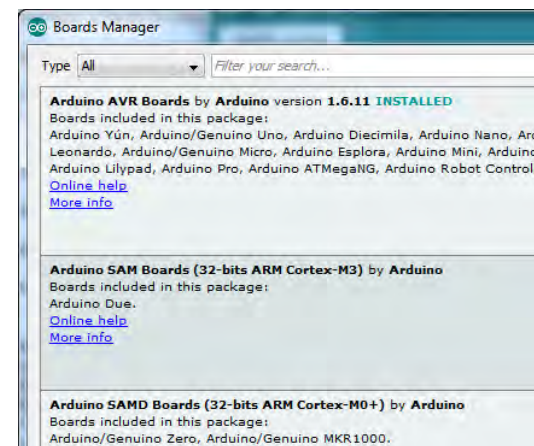 Boards Manager
Type All Filter your search...
Arduino AVR Boards by Arduino version 1.6.11 INSTALLED
Boards included in this package:
Arduino Yún, Arduino/Genuino Uno, Arduino Diecimila, Arduino Nano,
Leonardo, Arduino/Genuino Micro, Arduino Esplora, Arduino Mini,
Arduino Lilypad, Arduino Pro, Arduino ATMegaNG, Arduino Robot Control
Online help
More info
Arduino SAM Boards (32-bits ARM Cortex-M3) by Arduino
Boards included in this package:
Arduino Due.
Online help
More info
Arduino SAMD Boards (32-bits ARM Cortex-M0+) by Arduino
Boards included in this package:
Arduino/Genuino Zero, Arduino/Genuino MKR1000.